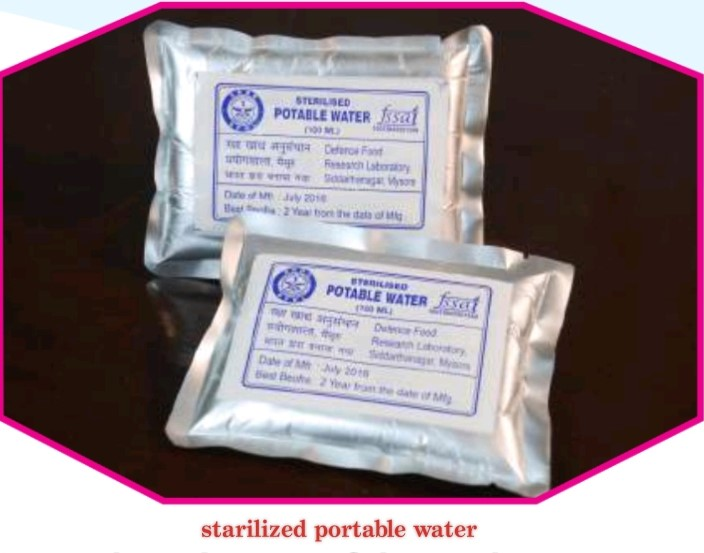 STERILISED
POTABLE WATER
(100 ML)
fssai
रक्षा खाद्य अनुसंधान
प्रयोगशाला, मैसूर
भारत द्वारा बनाया गया
Defence Food
Research Laboratory,
Siddarthanagar, Mysore
Date of Mfr : July 2018
Best Beofre : 2 Year from the date of Mfg.
STERILISED
POTABLE WATER
(100 ML)
fssai
रक्षा खाद्य अनुसंधान
प्रयोगशाला, मैसूर
भारत द्वारा बनाया गया
Defence Food
Research Laboratory,
Siddarthanagar, Mysore
Date of Mfr : July 2018
Best Beofre : 2 Year from the date of Mfg.
starilized portable water